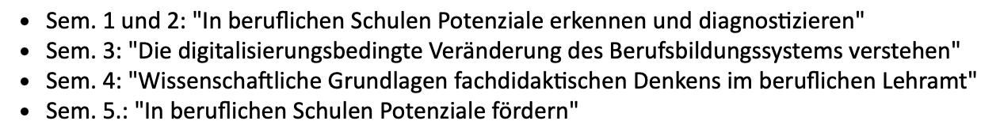 • Sem. 1 und 2: "In beruflichen Schulen Potenziale erkennen und diagnostizieren"
• Sem. 3: "Die digitalisierungsbedingte Veränderung des Berufsbildungssystems verstehen"
• Sem. 4: "Wissenschaftliche Grundlagen fachdidaktischen Denkens im beruflichen Lehramt"
• Sem. 5.: "In beruflichen Schulen Potenziale fördern"